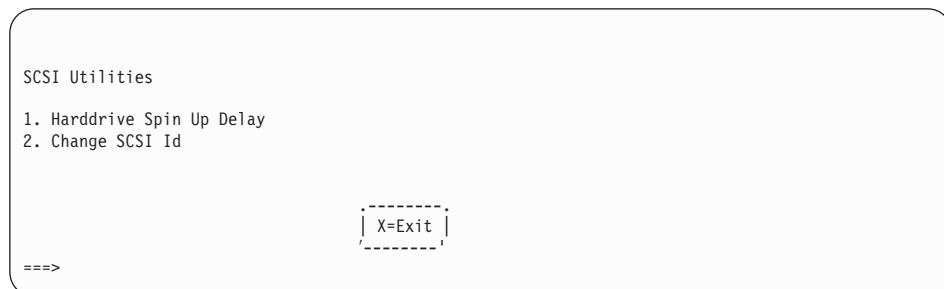 SCSI Utilities
1. Harddrive Spin Up Delay
2. Change SCSI Id
.--------.
| X=Exit |
'--------'
===>